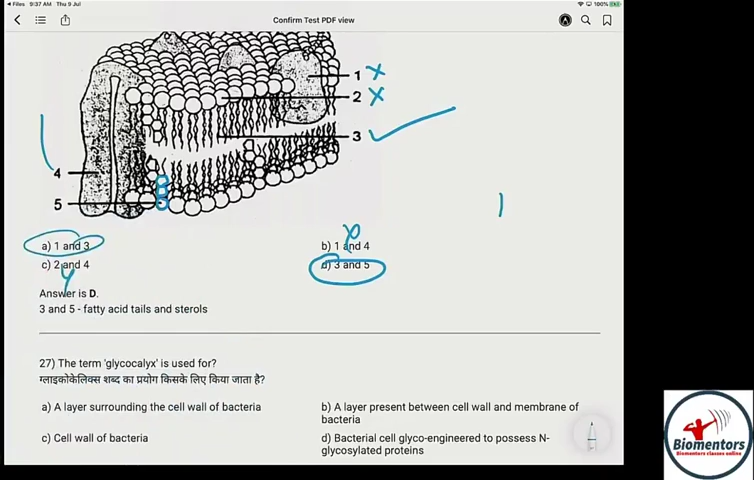 Files 9:37 AM Thu 9 Jul
100%
Confirm Test PDF view
1 x
2 x
3
4
5
a) 1 and 3
b) 1 and 4
c) 2 and 4
d) 3 and 5
Answer is D.
3 and 5 - fatty acid tails and sterols
27) The term 'glycocalyx' is used for?
ग्लाइकोकेलिक्स शब्द का प्रयोग किसके लिए किया जाता है?
a) A layer surrounding the cell wall of bacteria
b) A layer present between cell wall and membrane of
bacteria
c) Cell wall of bacteria
d) Bacterial cell glyco-engineered to possess N-
glycosylated proteins
Biomentors
Biomentors classes online